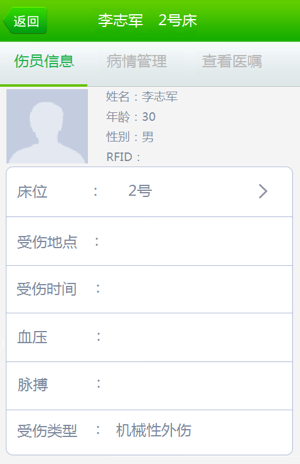 返回 李志军 2号床
伤员信息 病情管理 查看医嘱
姓名：李志军
年龄：30
性别：男
RFID：
床位 ： 2号
受伤地点 ：
受伤时间 ：
血压 ：
脉搏 ：
受伤类型 ： 机械性外伤